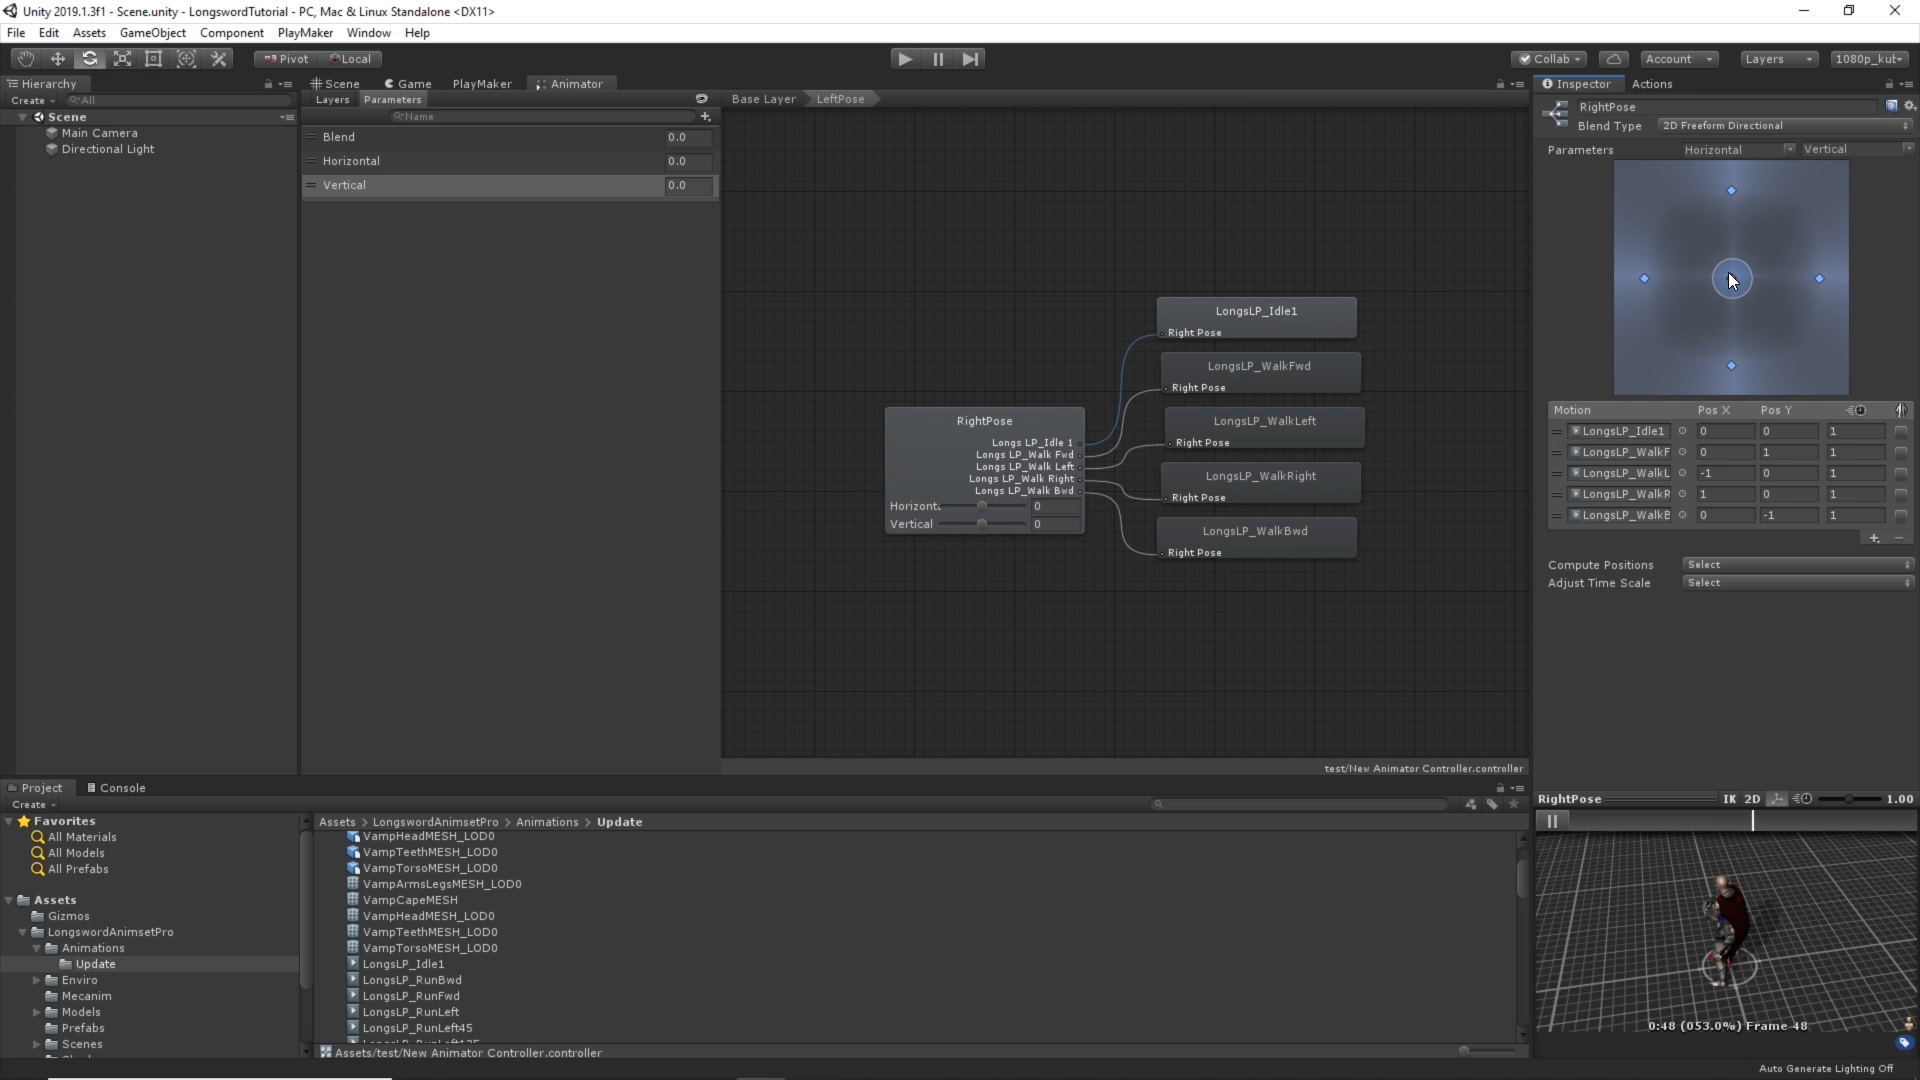 Unity 2019.1.3f1 - Scene.unity - LongswordTutorial - PC, Mac & Linux Standalone <DX11>
File Edit Assets GameObject Component PlayMaker Window Help
Pivot Local
Collab Account Layers 1080p_kub
Hierarchy
Create All
Scene
Main Camera
Directional Light
Scene Game PlayMaker Animator
Layers Parameters
Name
Blend 0.0
Horizontal 0.0
Vertical 0.0
Base Layer LeftPose
LongsLP_Idle1
Right Pose
LongsLP_WalkFwd
Right Pose
LongsLP_WalkLeft
Right Pose
LongsLP_WalkRight
Right Pose
LongsLP_WalkBwd
Right Pose
RightPose
Longs LP_Idle 1
Longs LP_Walk Fwd
Longs LP_Walk Left
Longs LP_Walk Right
Longs LP_Walk Bwd
Horizontc 0
Vertical 0
test/New Animator Controller.controller
Inspector Actions
RightPose
Blend Type 2D Freeform Directional
Parameters Horizontal Vertical
Motion Pos X Pos Y
LongsLP_Idle1 0 0 1
LongsLP_WalkF 0 1 1
LongsLP_WalkL -1 0 1
LongsLP_WalkR 1 0 1
LongsLP_WalkB 0 -1 1
Compute Positions Select
Adjust Time Scale Select
RightPose IK 2D 1.00
0:48 (053.0%) Frame 48
Project Console
Create
Favorites
All Materials
All Models
All Prefabs
Assets
Gizmos
LongswordAnimsetPro
Animations
Update
Enviro
Mecanim
Models
Prefabs
Scenes
Assets > LongswordAnimsetPro > Animations > Update
VampHeadMESH_LOD0
VampTeethMESH_LOD0
VampTorsoMESH_LOD0
VampArmsLegsMESH_LOD0
VampCapeMESH
VampHeadMESH_LOD0
VampTeethMESH_LOD0
VampTorsoMESH_LOD0
LongsLP_Idle1
LongsLP_RunBwd
LongsLP_RunFwd
LongsLP_RunLeft
LongsLP_RunLeft45
LongsLP_RunLeft135
Assets/test/New Animator Controller.controller
Auto Generate Lighting Off